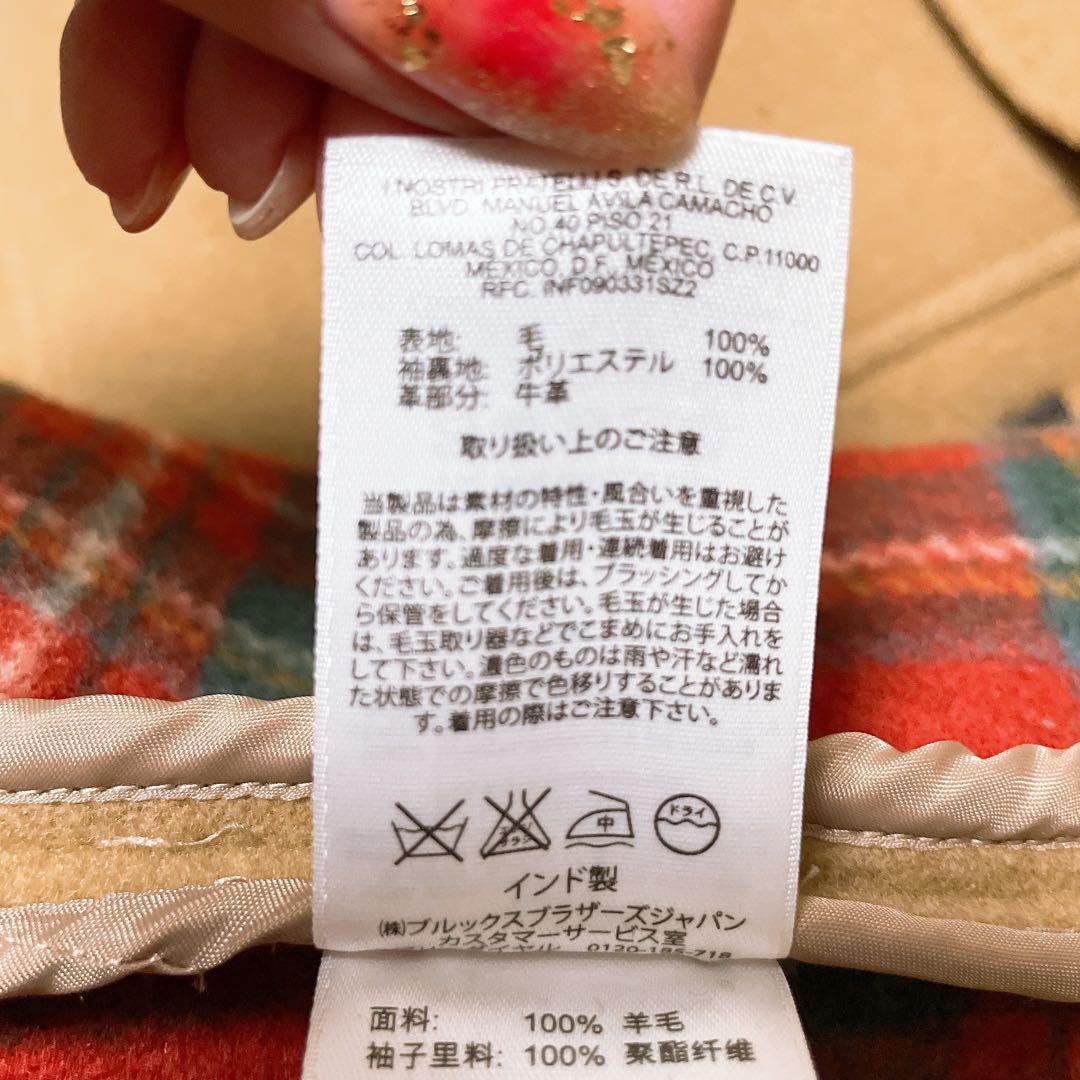 I NOSTRI FRATELLI S. DE R.L. DE C.V.
BLVD. MANUEL AVILA CAMACHO
NO.40 PISO 21
COL. LOMAS DE CHAPULTEPEC, C.P.11000
MEXICO, D.F., MEXICO
RFC. INF090331SZ2
表地: 毛 100%
袖裏地: ポリエステル 100%
革部分: 牛革
取り扱い上のご注意
当製品は素材の特性・風合いを重視した
製品の為、摩擦により毛玉が生じることが
あります。過度な着用・連続着用はお避け
ください。ご着用後は、ブラッシングしてか
ら保管をしてください。毛玉が生じた場合
は、毛玉取り器などでこまめにお手入れを
して下さい。濃色のものは雨や汗など濡れ
た状態での摩擦で色移りすることがありま
す。着用の際はご注意下さい。
エンソ
サラシ
中
ドライ
インド製
(株)ブルックスブラザーズジャパン
カスタマーサービス室
0120-185-718
面料: 100% 羊毛
袖子里料: 100% 聚酯纤维